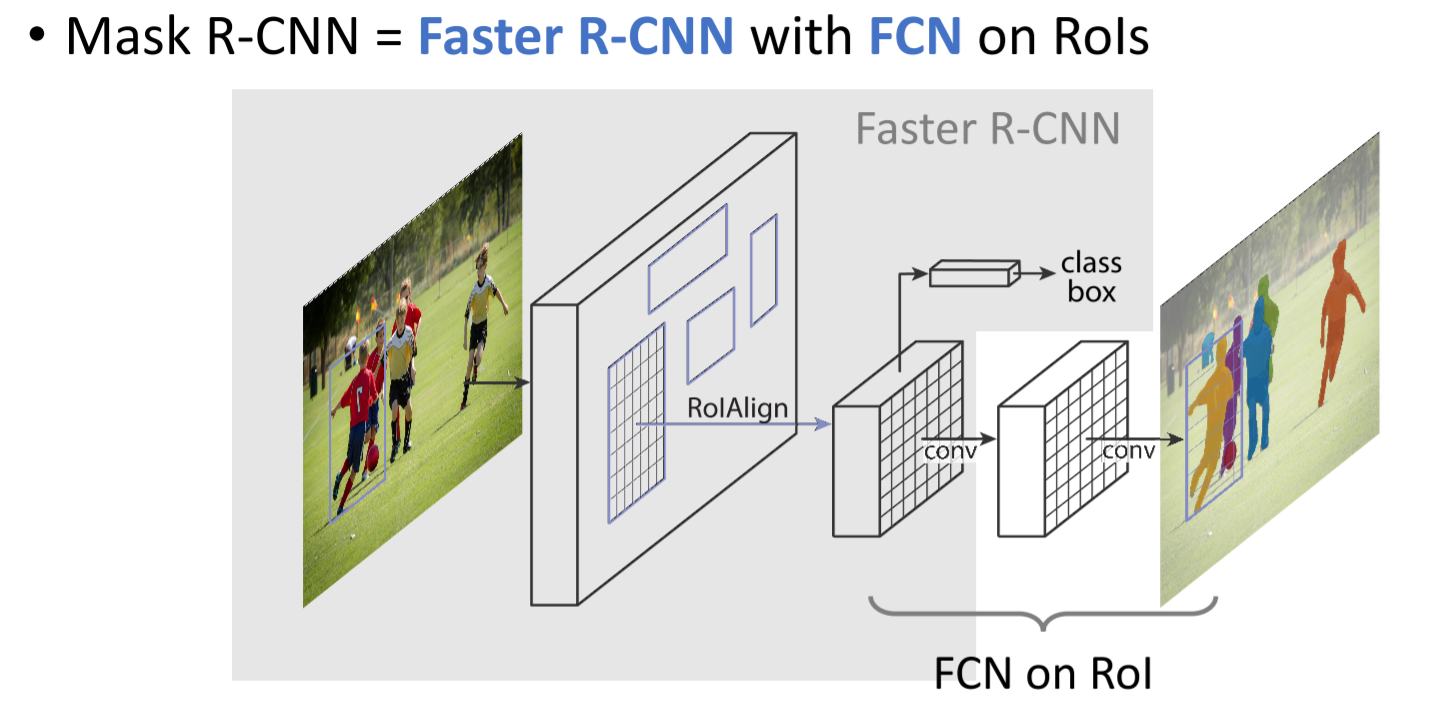 • Mask R-CNN = Faster R-CNN with FCN on RoIs
Faster R-CNN
class
box
RoIAlign
conv
conv
FCN on RoI